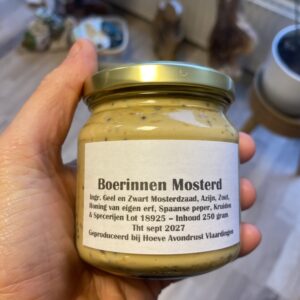 Boerinnen Mosterd
Ingr. Geel en Zwart Mosterdzaad, Azijn, Zout,
Honing van eigen erf, Spaanse peper, Kruiden
& Specerijen Lot 18925 – Inhoud 250 gram
Tht sept 2027
Geproduceerd bij Hoeve Avondrust Vlaardingen